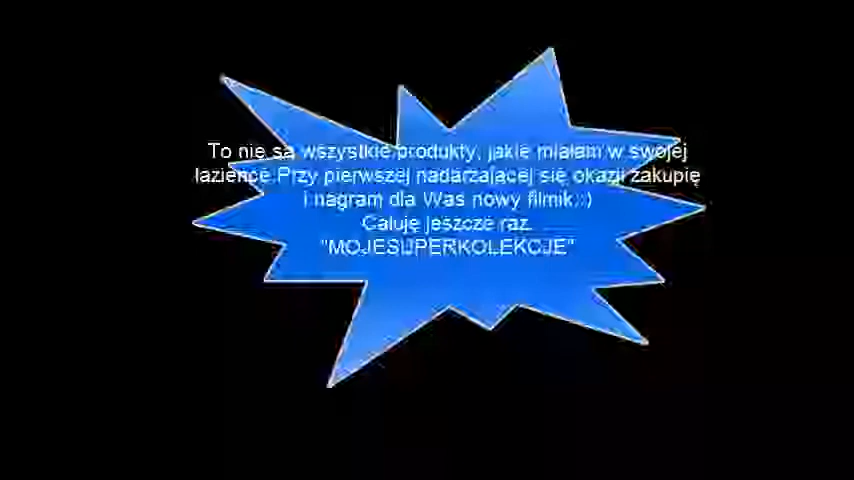 To nie są wszystkie produkty, jakie miałam w swojej
łazience.Przy pierwszej nadarzającej się okazji zakupię
i nagram dla Was nowy filmik.:)
Całuję jeszcze raz.
"MOJESUPERKOLEKCJE"